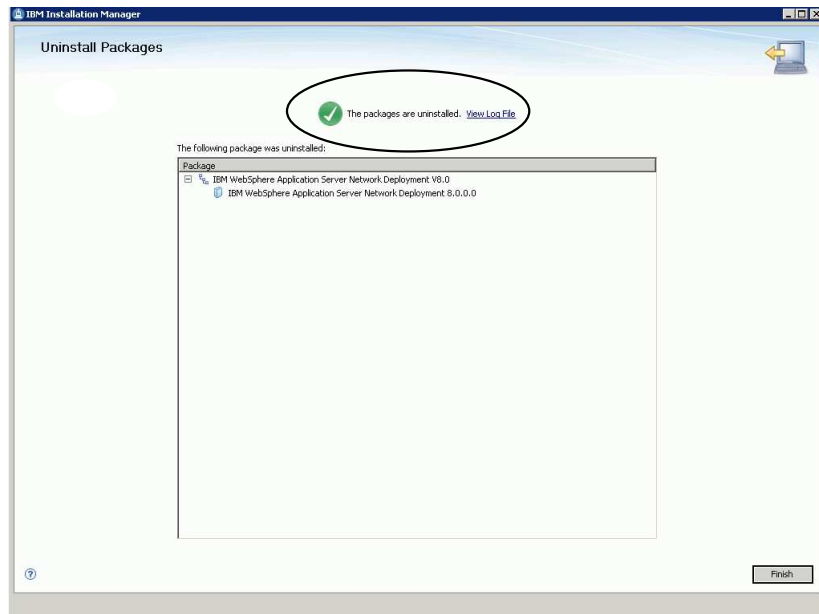 IBM Installation Manager
Uninstall Packages
The packages are uninstalled. View Log File
The following package was uninstalled:
Package
IBM WebSphere Application Server Network Deployment V8.0
IBM WebSphere Application Server Network Deployment 8.0.0.0
?
Finish